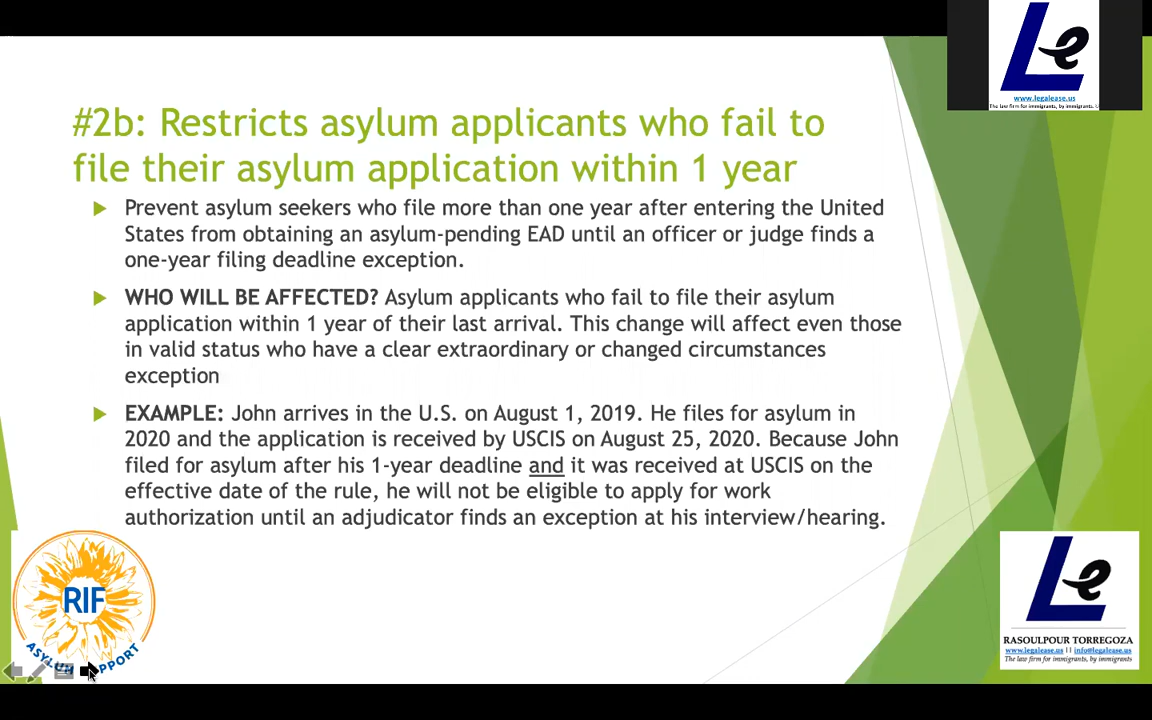 Le
www.legalease.us
The law firm for immigrants, by immigrants.
#2b: Restricts asylum applicants who fail to
file their asylum application within 1 year
Prevent asylum seekers who file more than one year after entering the United
States from obtaining an asylum-pending EAD until an officer or judge finds a
one-year filing deadline exception.
WHO WILL BE AFFECTED? Asylum applicants who fail to file their asylum
application within 1 year of their last arrival. This change will affect even those
in valid status who have a clear extraordinary or changed circumstances
exception
EXAMPLE: John arrives in the U.S. on August 1, 2019. He files for asylum in
2020 and the application is received by USCIS on August 25, 2020. Because John
filed for asylum after his 1-year deadline and it was received at USCIS on the
effective date of the rule, he will not be eligible to apply for work
authorization until an adjudicator finds an exception at his interview/hearing.
RIF
ASYLUM SUPPORT
Le
RASOULPOUR TORREGOZA
www.legalease.us || info@legalease.us
The law firm for immigrants, by immigrants